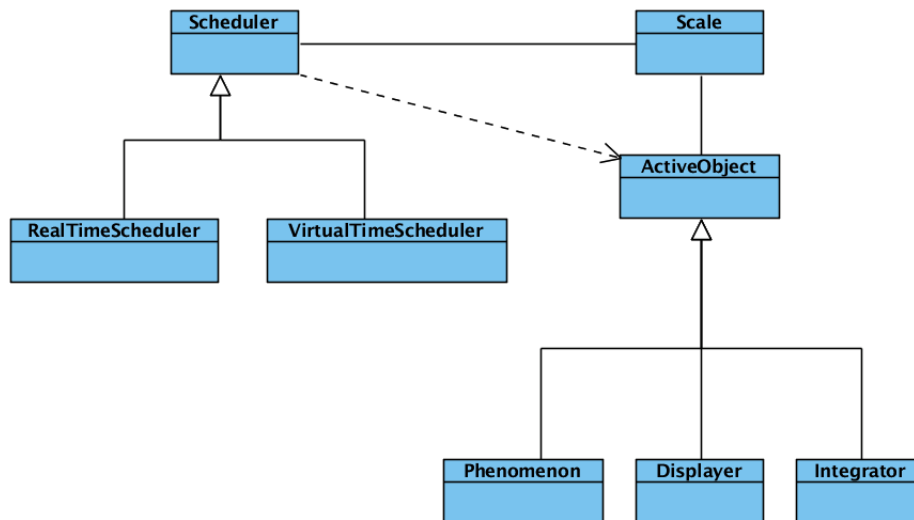 Scheduler
Scale
ActiveObject
RealTimeScheduler
VirtualTimeScheduler
Phenomenon
Displayer
Integrator